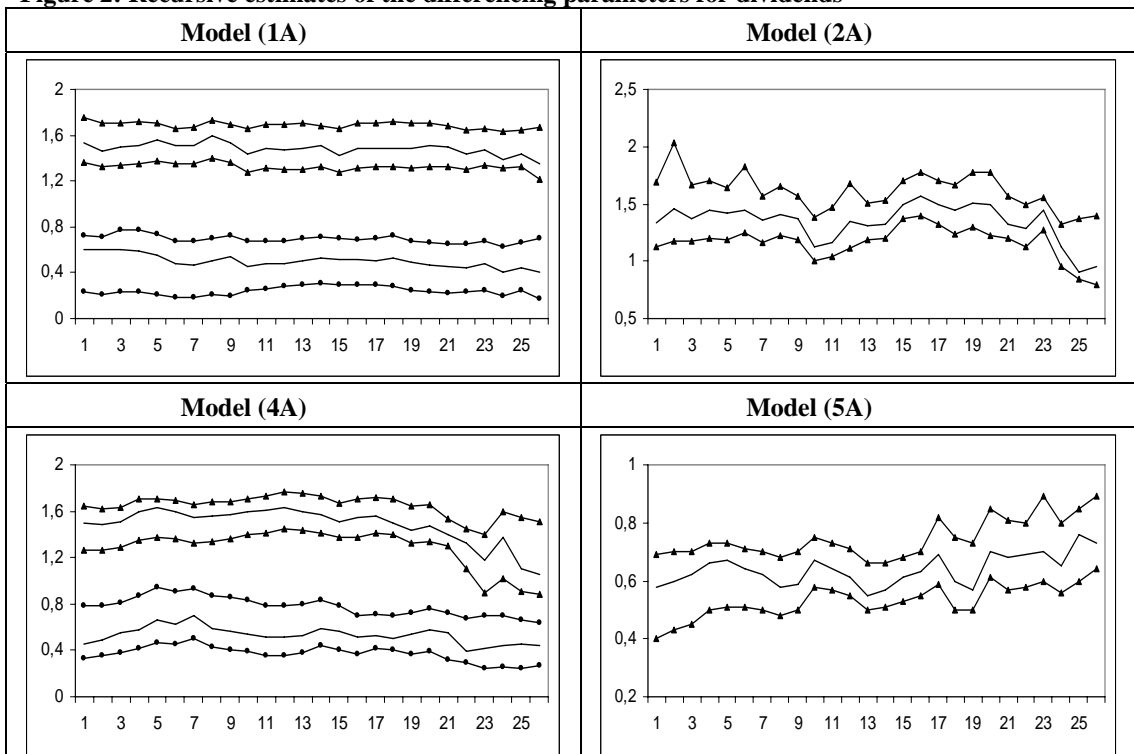 Figure 2: Recursive estimates of the differencing parameters for dividends
Model (1A)
2
1,6
1,2
0,8
0,4
0
1 3 5 7 9 11 13 15 17 19 21 23 25
Model (2A)
2,5
2
1,5
1
0,5
1 3 5 7 9 11 13 15 17 19 21 23 25
Model (4A)
2
1,6
1,2
0,8
0,4
0
1 3 5 7 9 11 13 15 17 19 21 23 25
Model (5A)
1
0,8
0,6
0,4
0,2
1 3 5 7 9 11 13 15 17 19 21 23 25